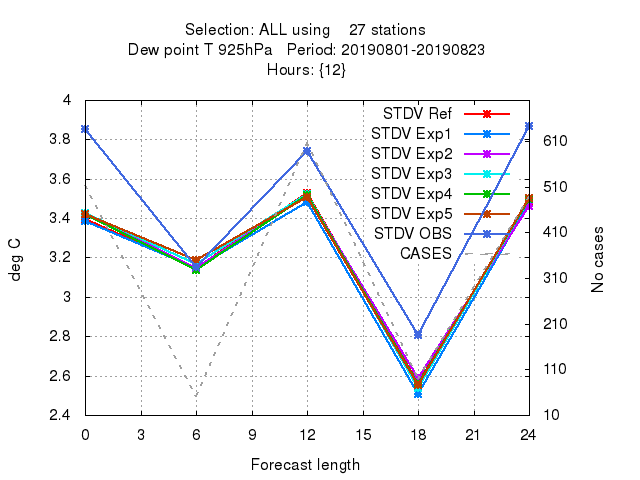 Selection: ALL using    27 stations
Dew point T 925hPa   Period: 20190801-20190823
Hours: {12}
4
3.8
3.6
3.4
3.2
3
2.8
2.6
2.4
deg C
STDV Ref
STDV Exp1
STDV Exp2
STDV Exp3
STDV Exp4
STDV Exp5
STDV OBS
CASES
610
510
410
310
210
110
10
No cases
0 3 6 9 12 15 18 21 24
Forecast length